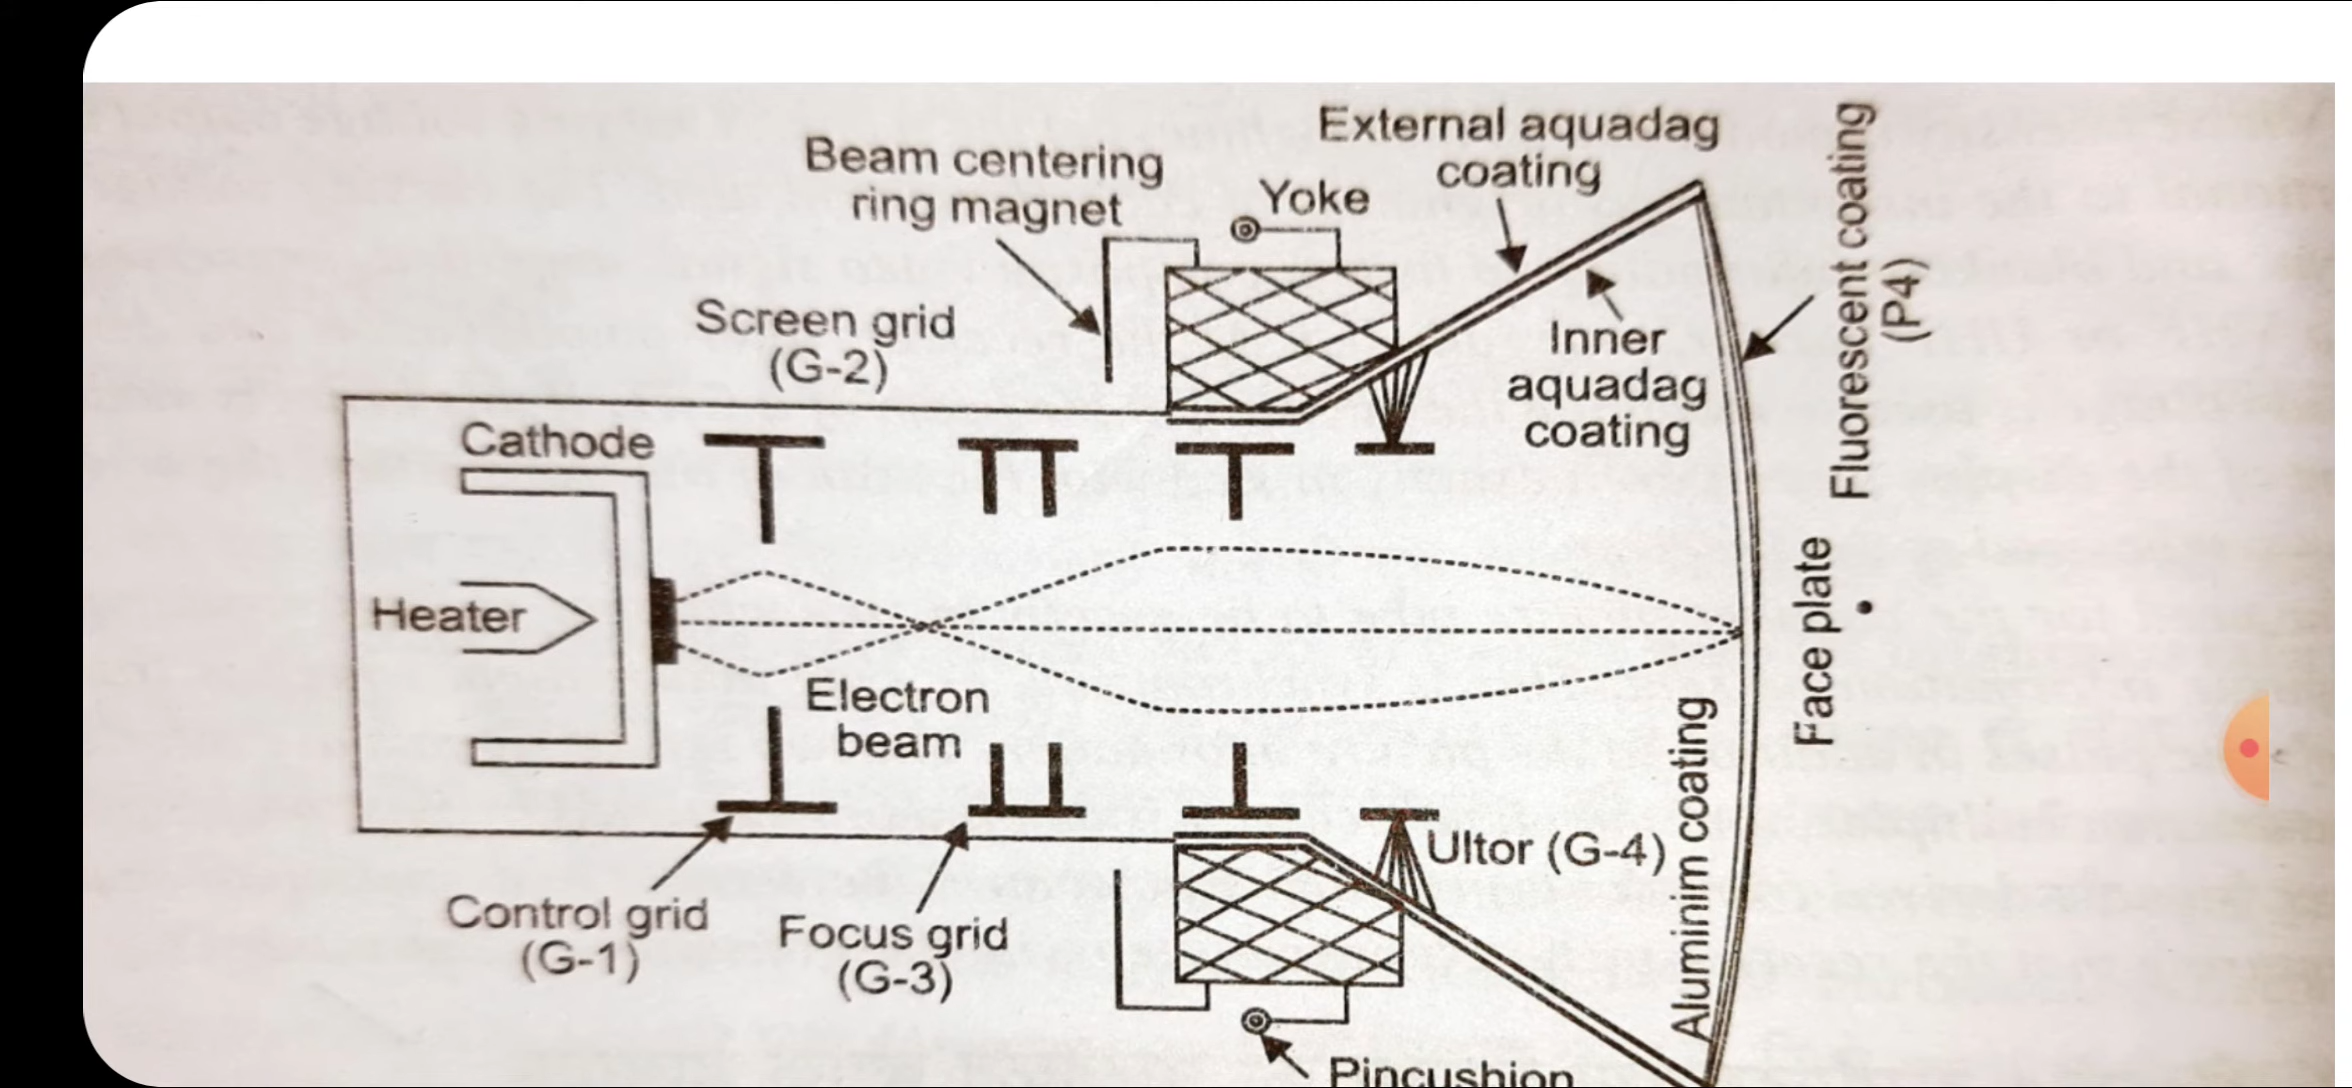 External aquadag
coating
Beam centering
ring magnet
Yoke
Fluorescent coating
(P4)
Screen grid
(G-2)
Inner
aquadag
coating
Cathode
Heater
Face plate
Electron
beam
Aluminim coating
Ultor (G-4)
Control grid
(G-1)
Focus grid
(G-3)
Pincushion